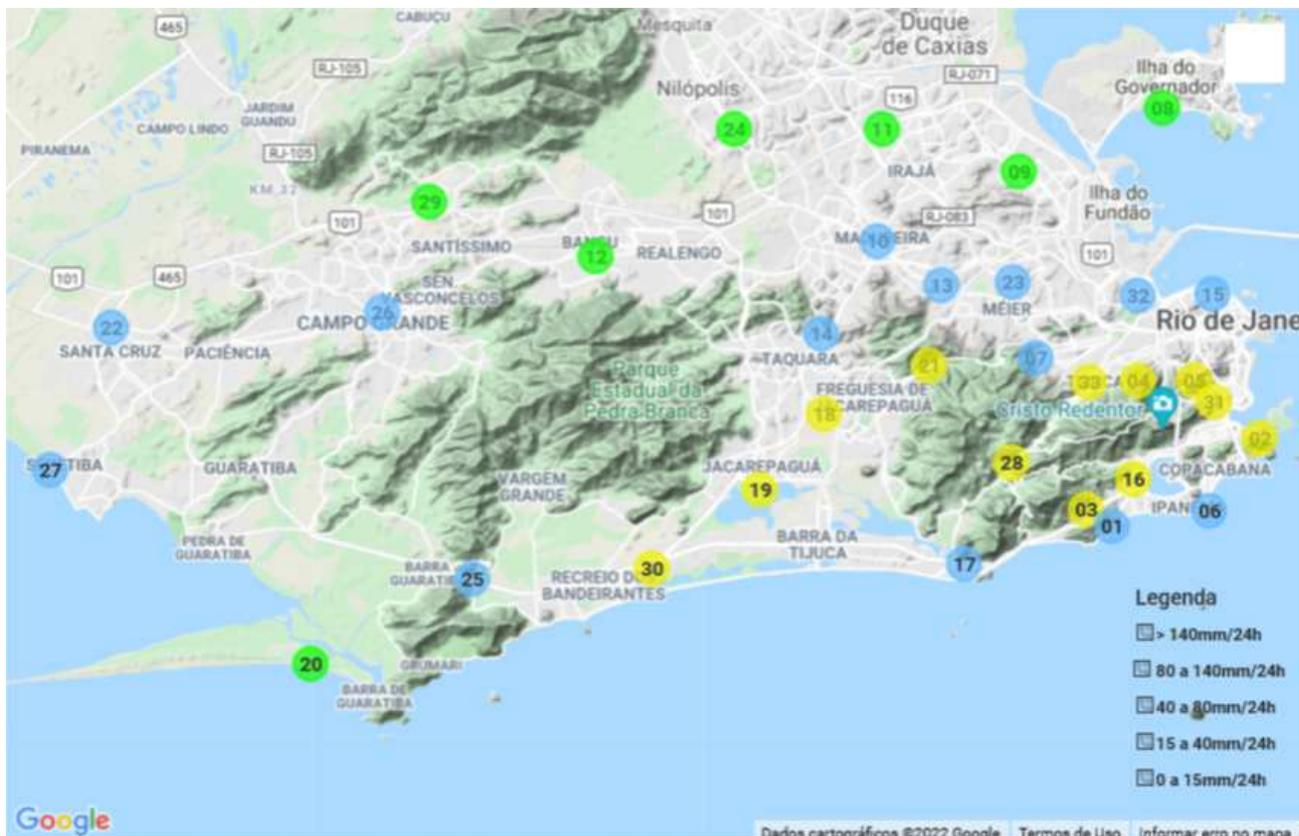 465
CABUÇU
Mesquita
Duque
de Caxias
RJ-105
Nilópolis
RJ-071
Ilha do
Governador
116
JARDIM
GUANDU
CAMPO LINDO
08
24
11
PIRANEMA
RJ-105
IRAJÁ
09
KM 32
29
Ilha do
Fundão
101
101
RJ-083
SANTÍSSIMO
12
REALENGO
10
101
101
465
SEN.
VASCONCELOS
13
23
32
15
MÉIER
22
26
CAMPO GRANDE
14
Rio de Jane
SANTA CRUZ
PACIÊNCIA
TAQUARA
07
Parque
Estadual da
Pedra Branca
21
33
04
05
FREGUESIA DE
JACAREPAGUÁ
18
Cristo Redentor
31
02
27
GUARATIBA
JACAREPAGUÁ
28
COPACABANA
VARGEM
GRANDE
19
16
03
01
06
PEDRA DE
GUARATIBA
BARRA DA
TIJUCA
17
25
30
RECREIO DOS
BANDEIRANTES
Legenda
> 140mm/24h
80 a 140mm/24h
40 a 80mm/24h
15 a 40mm/24h
0 a 15mm/24h
20
GRUMARI
BARRA DE
GUARATIBA
Google
Dados cartográficos ©2022 Google
Termos de Uso
Informar erro no mapa